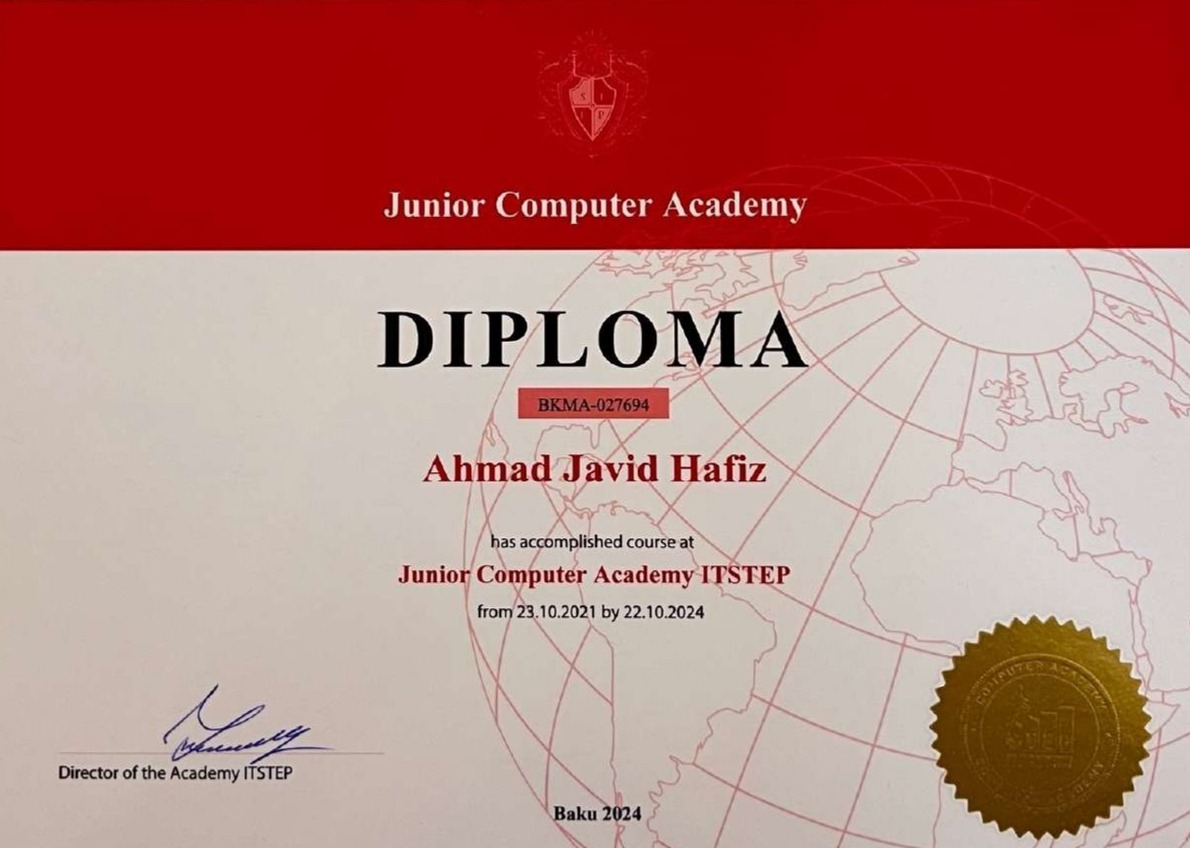 Junior Computer Academy
DIPLOMA
BKMA-027694
Ahmad Javid Hafiz
has accomplished course at
Junior Computer Academy ITSTEP
from 23.10.2021 by 22.10.2024
Director of the Academy ITSTEP
Baku 2024
COMPUTER ACADEMY